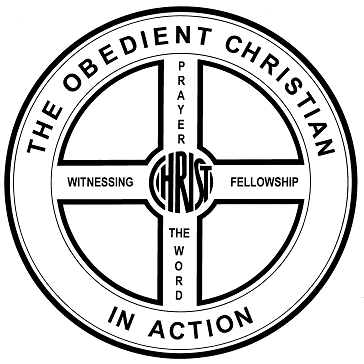 THE OBEDIENT CHRISTIAN
PRAYER
WITNESSING
CHRIST
FELLOWSHIP
THE
WORD
IN ACTION